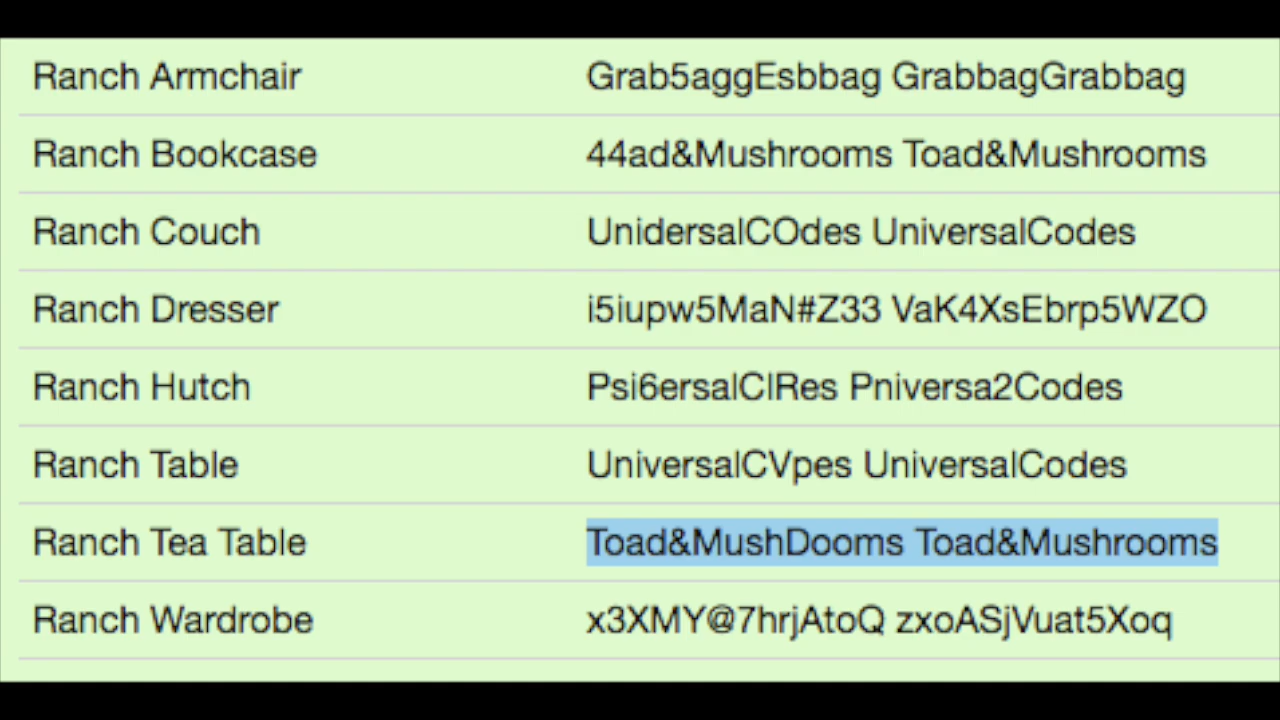 Ranch Armchair Grab5aggEsbbag GrabbagGrabbag
Ranch Bookcase 44ad&Mushrooms Toad&Mushrooms
Ranch Couch UnidersalCOdes UniversalCodes
Ranch Dresser i5iupw5MaN#Z33 VaK4XsEbrp5WZO
Ranch Hutch Psi6ersalClRes Pniversa2Codes
Ranch Table UniversalCVpes UniversalCodes
Ranch Tea Table Toad&MushDooms Toad&Mushrooms
Ranch Wardrobe x3XMY@7hrjAtoQ zxoASjVuat5Xoq